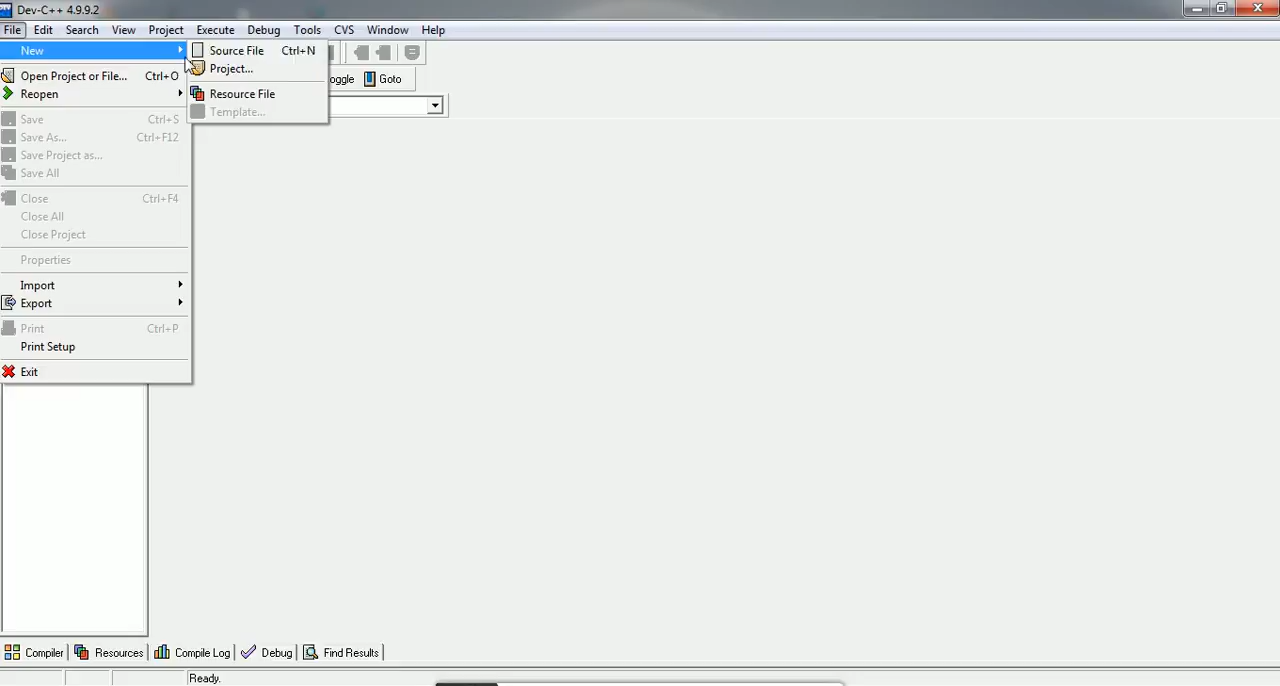 Dev-C++ 4.9.9.2
File Edit Search View Project Execute Debug Tools CVS Window Help
New
Source File Ctrl+N
Project...
Resource File
Template...
Goto
Open Project or File... Ctrl+O
Reopen
Save Ctrl+S
Save As... Ctrl+F12
Save Project as...
Save All
Close Ctrl+F4
Close All
Close Project
Properties
Import
Export
Print Ctrl+P
Print Setup
Exit
Compiler Resources Compile Log Debug Find Results
Ready.